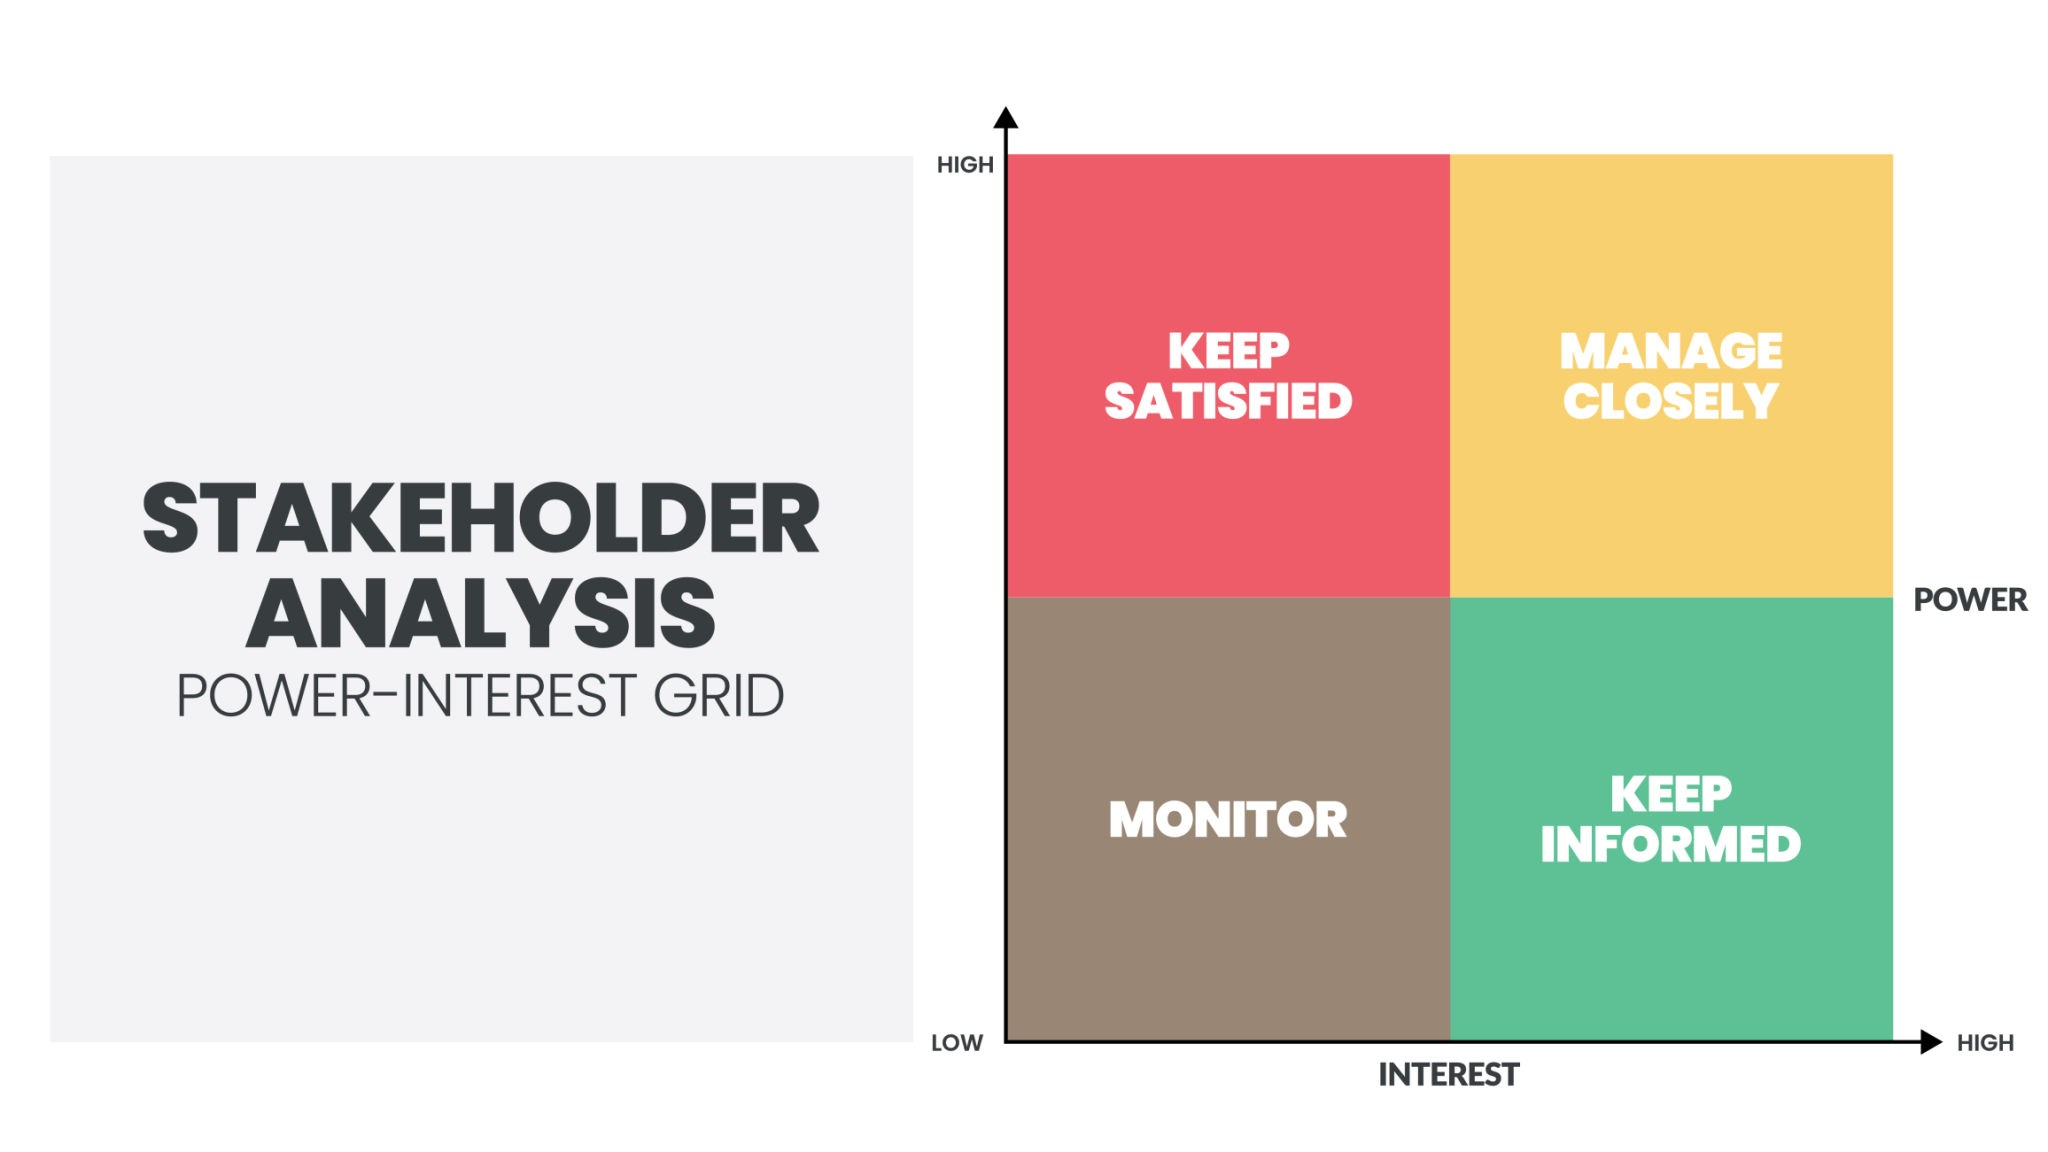 STAKEHOLDER
ANALYSIS
POWER-INTEREST GRID
HIGH
KEEP
SATISFIED
MANAGE
CLOSELY
POWER
MONITOR
KEEP
INFORMED
LOW
HIGH
INTEREST